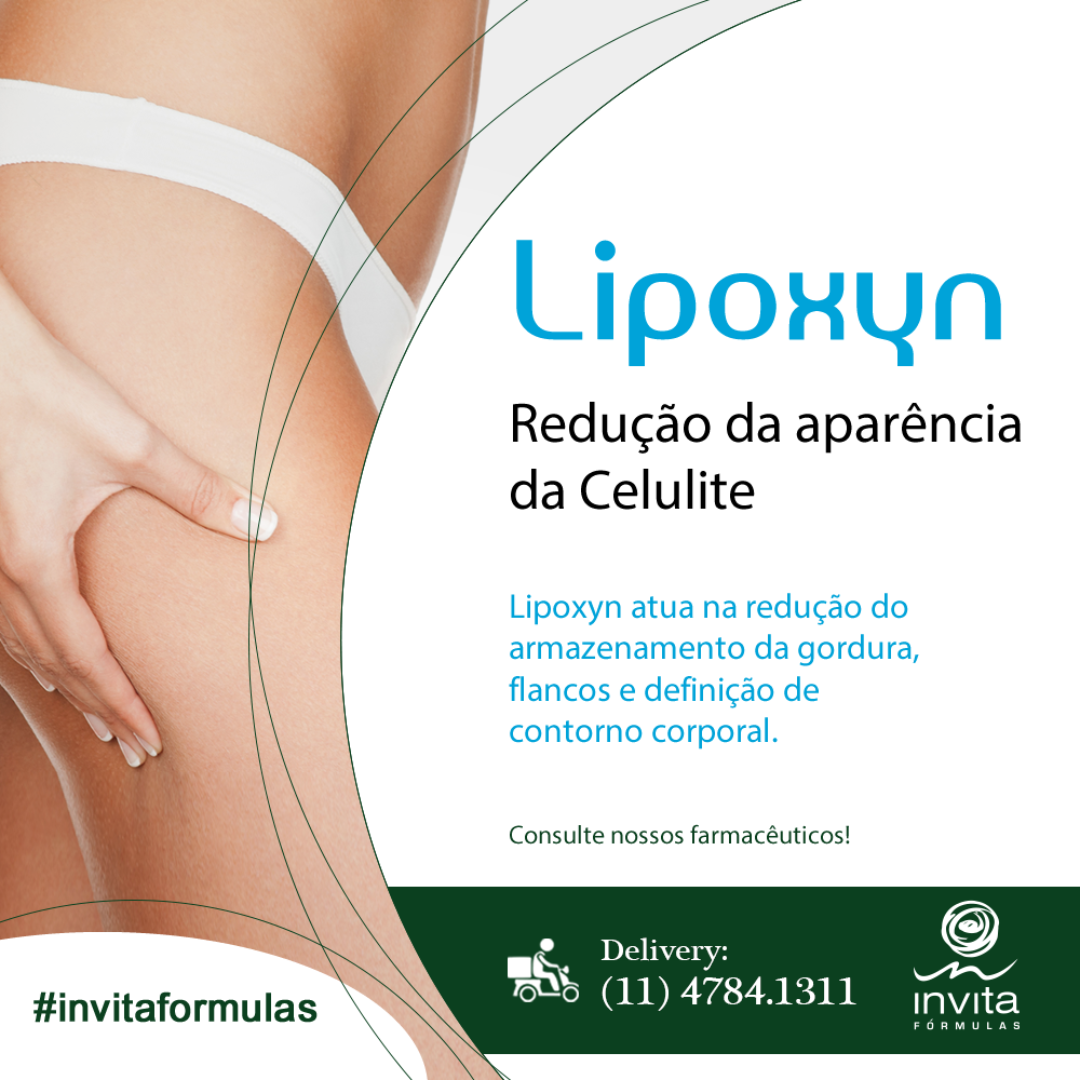 Lipoxyn
Redução da aparência
da Celulite
Lipoxyn atua na redução do
armazenamento da gordura,
flancos e definição de
contorno corporal.
Consulte nossos farmacêuticos!
Delivery:
(11) 4784.1311
invita
FÓRMULAS
#invitaformulas